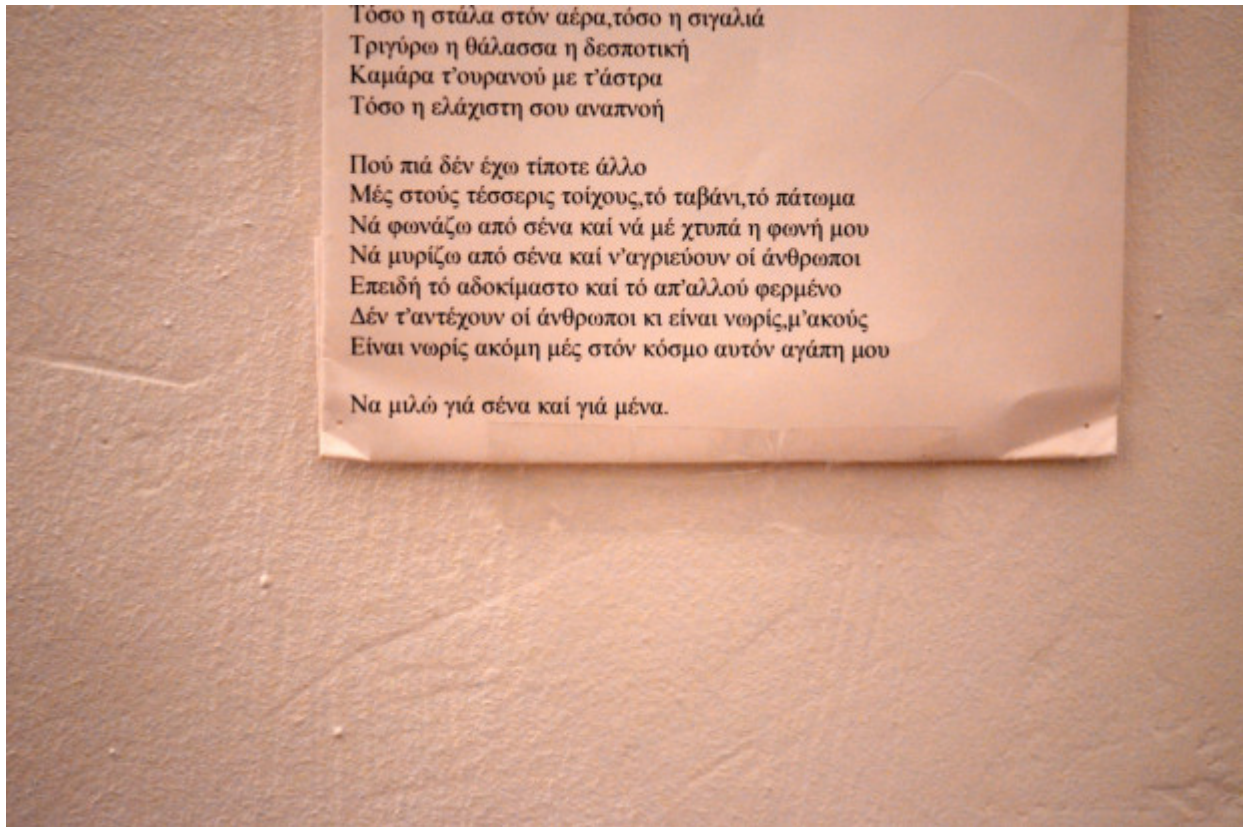 Τόσο η στάλα στόν αέρα,τόσο η σιγαλιά
Τριγύρω η θάλασσα η δεσποτική
Καμάρα τ'ουρανού με τ'άστρα
Τόσο η ελάχιστη σου αναπνοή
Πού πιά δέν έχω τίποτε άλλο
Μές στούς τέσσερις τοίχους,τό ταβάνι,τό πάτωμα
Νά φωνάζω από σένα καί νά μέ χτυπά η φωνή μου
Νά μυρίζω από σένα καί ν'αγριεύουν οί άνθρωποι
Επειδή τό αδοκίμαστο καί τό απ'αλλού φερμένο
Δέν τ'αντέχουν οί άνθρωποι κι είναι νωρίς,μ'ακούς
Είναι νωρίς ακόμη μές στόν κόσμο αυτόν αγάπη μου
Να μιλώ γιά σένα καί γιά μένα.